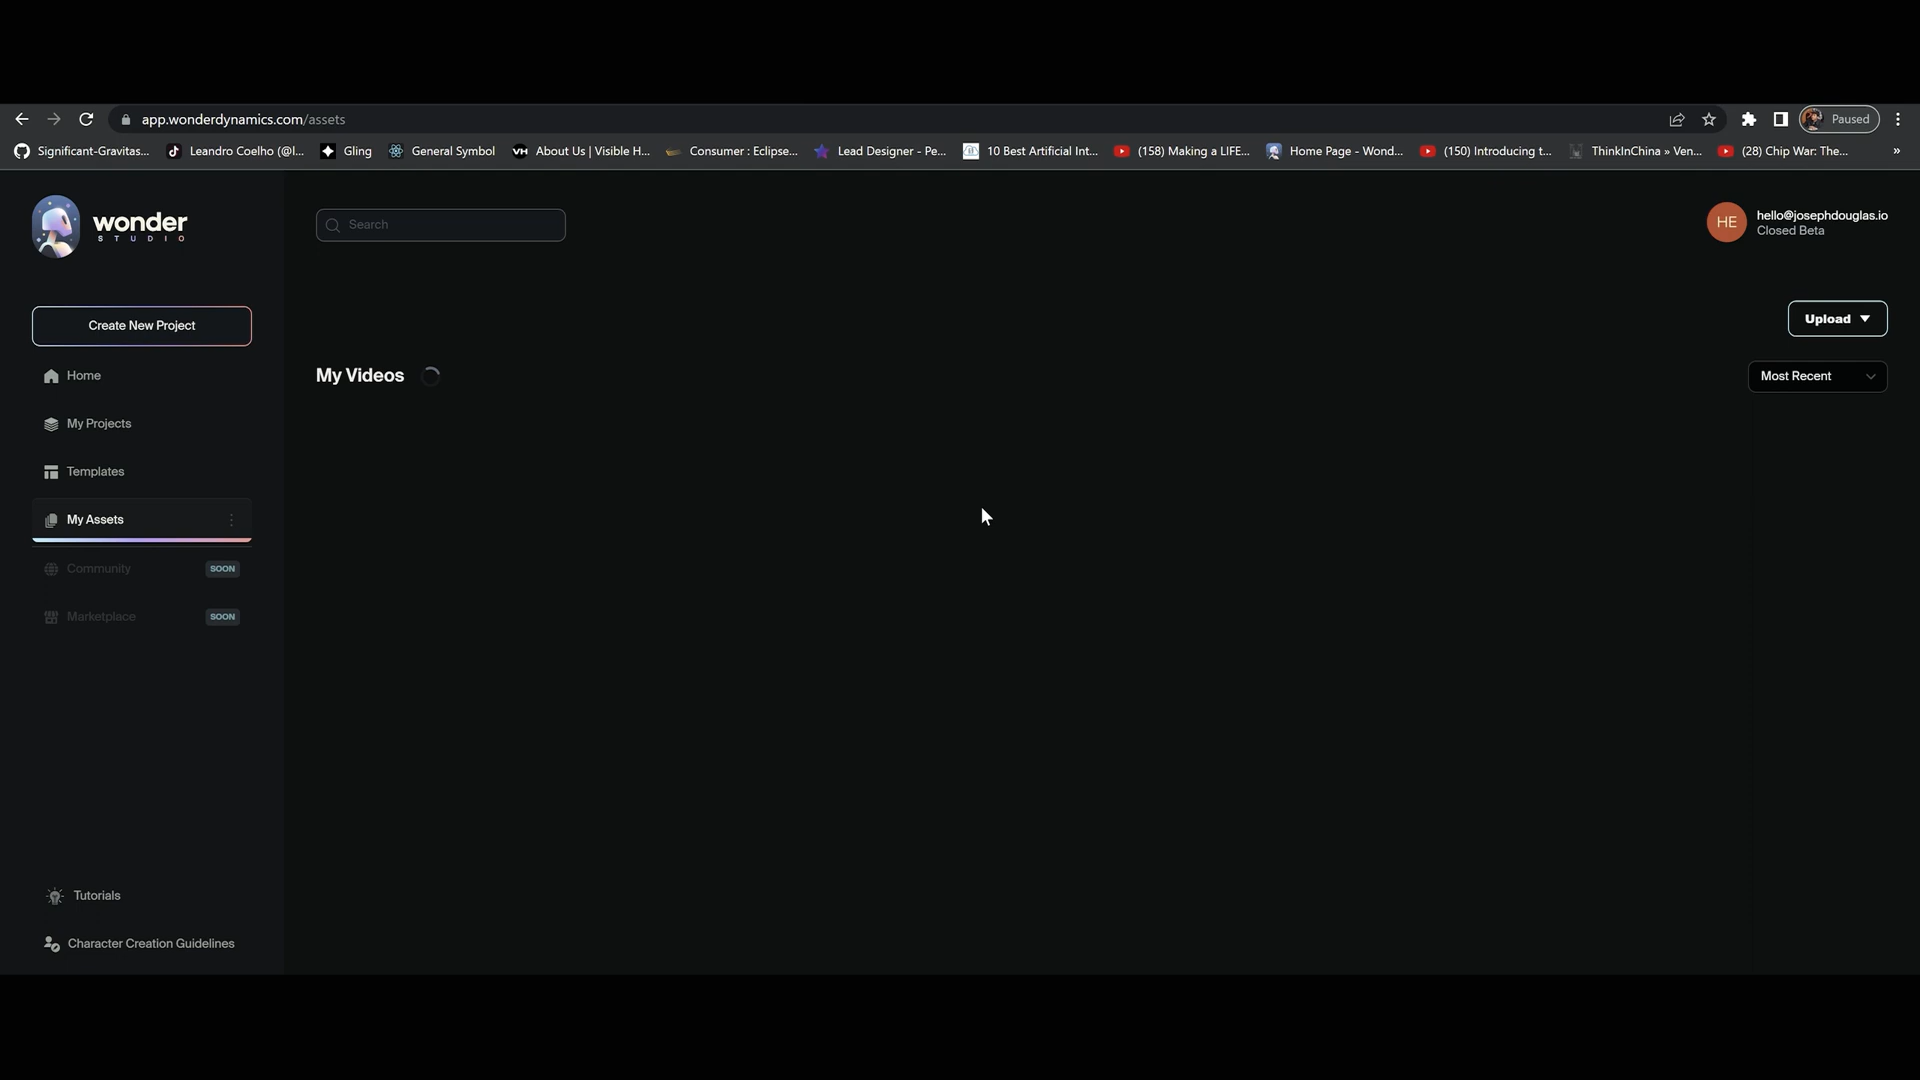 app.wonderdynamics.com/assets
Paused
Significant-Gravitas...
Leandro Coelho (@l...
Gling
General Symbol
VH About Us | Visible H...
Consumer : Eclipse...
Lead Designer - Pe...
10 Best Artificial Int...
(158) Making a LIFE...
Home Page - Wond...
(150) Introducing t...
ThinkInChina » Ven...
(28) Chip War: The...
»
wonder
STUDIO
Search
HE
hello@josephdouglas.io
Closed Beta
Create New Project
Upload
Home
My Videos
Most Recent
My Projects
Templates
My Assets
Community
SOON
Marketplace
SOON
Tutorials
Character Creation Guidelines